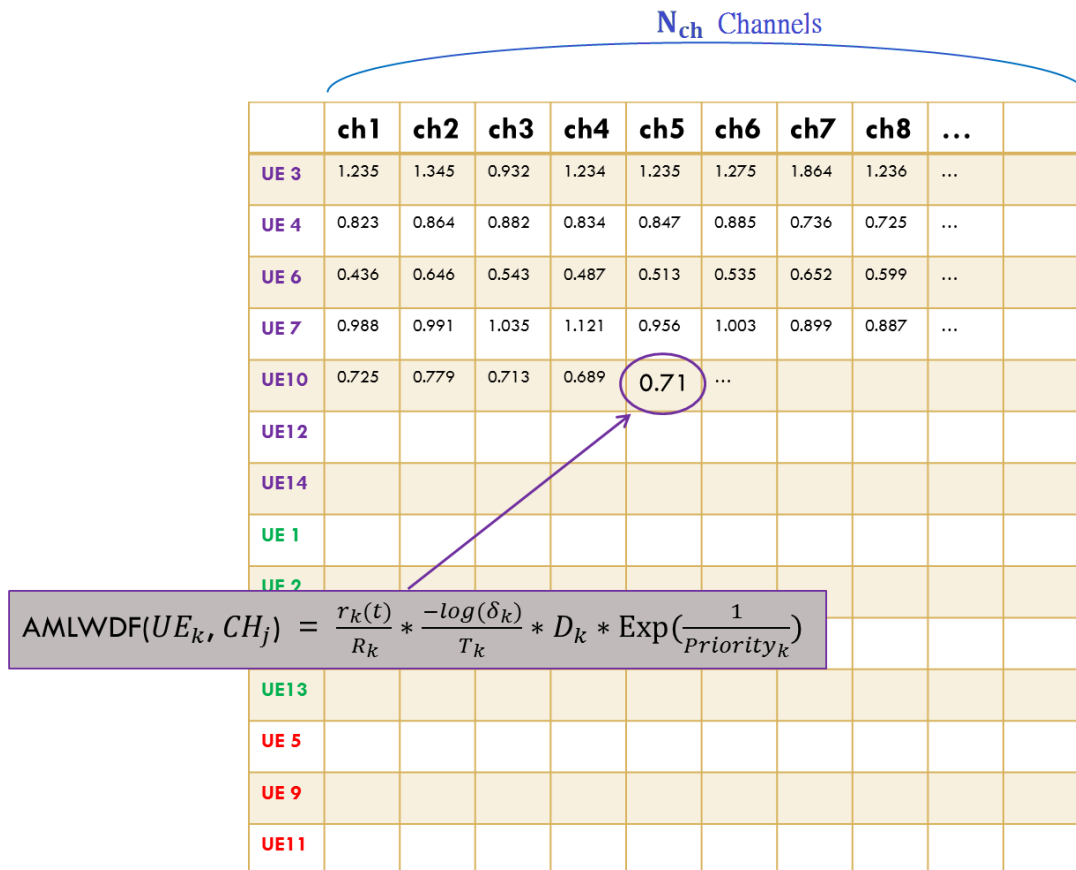 N_ch Channels
ch1 ch2 ch3 ch4 ch5 ch6 ch7 ch8 ...
UE 3 1.235 1.345 0.932 1.234 1.235 1.275 1.864 1.236 ...
UE 4 0.823 0.864 0.882 0.834 0.847 0.885 0.736 0.725 ...
UE 6 0.436 0.646 0.543 0.487 0.513 0.535 0.652 0.599 ...
UE 7 0.988 0.991 1.035 1.121 0.956 1.003 0.899 0.887 ...
UE10 0.725 0.779 0.713 0.689 0.71 ...
UE12
UE14
UE 1
UE 2
AMLWDF(UE_k, CH_j) = r_k(t)/R_k * -log(δ_k)/T_k * D_k * Exp(1/Priority_k)
UE13
UE 5
UE 9
UE11